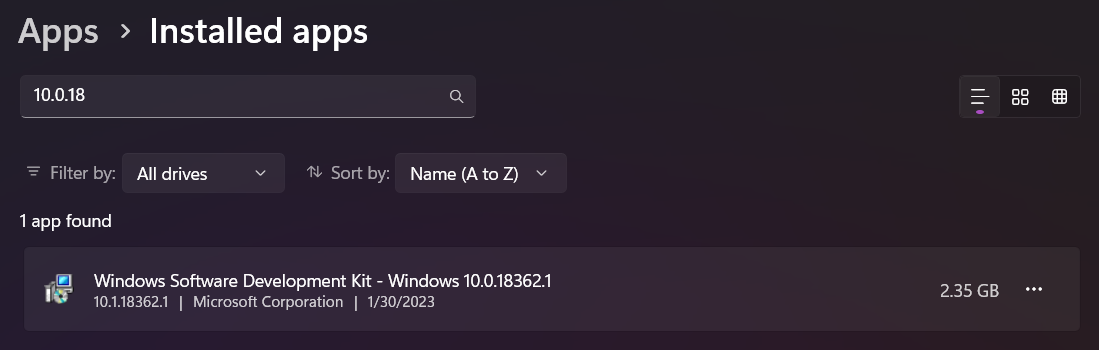 Apps > Installed apps
10.0.18
Filter by: All drives Sort by: Name (A to Z)
1 app found
Windows Software Development Kit - Windows 10.0.18362.1
10.1.18362.1 | Microsoft Corporation | 1/30/2023
2.35 GB